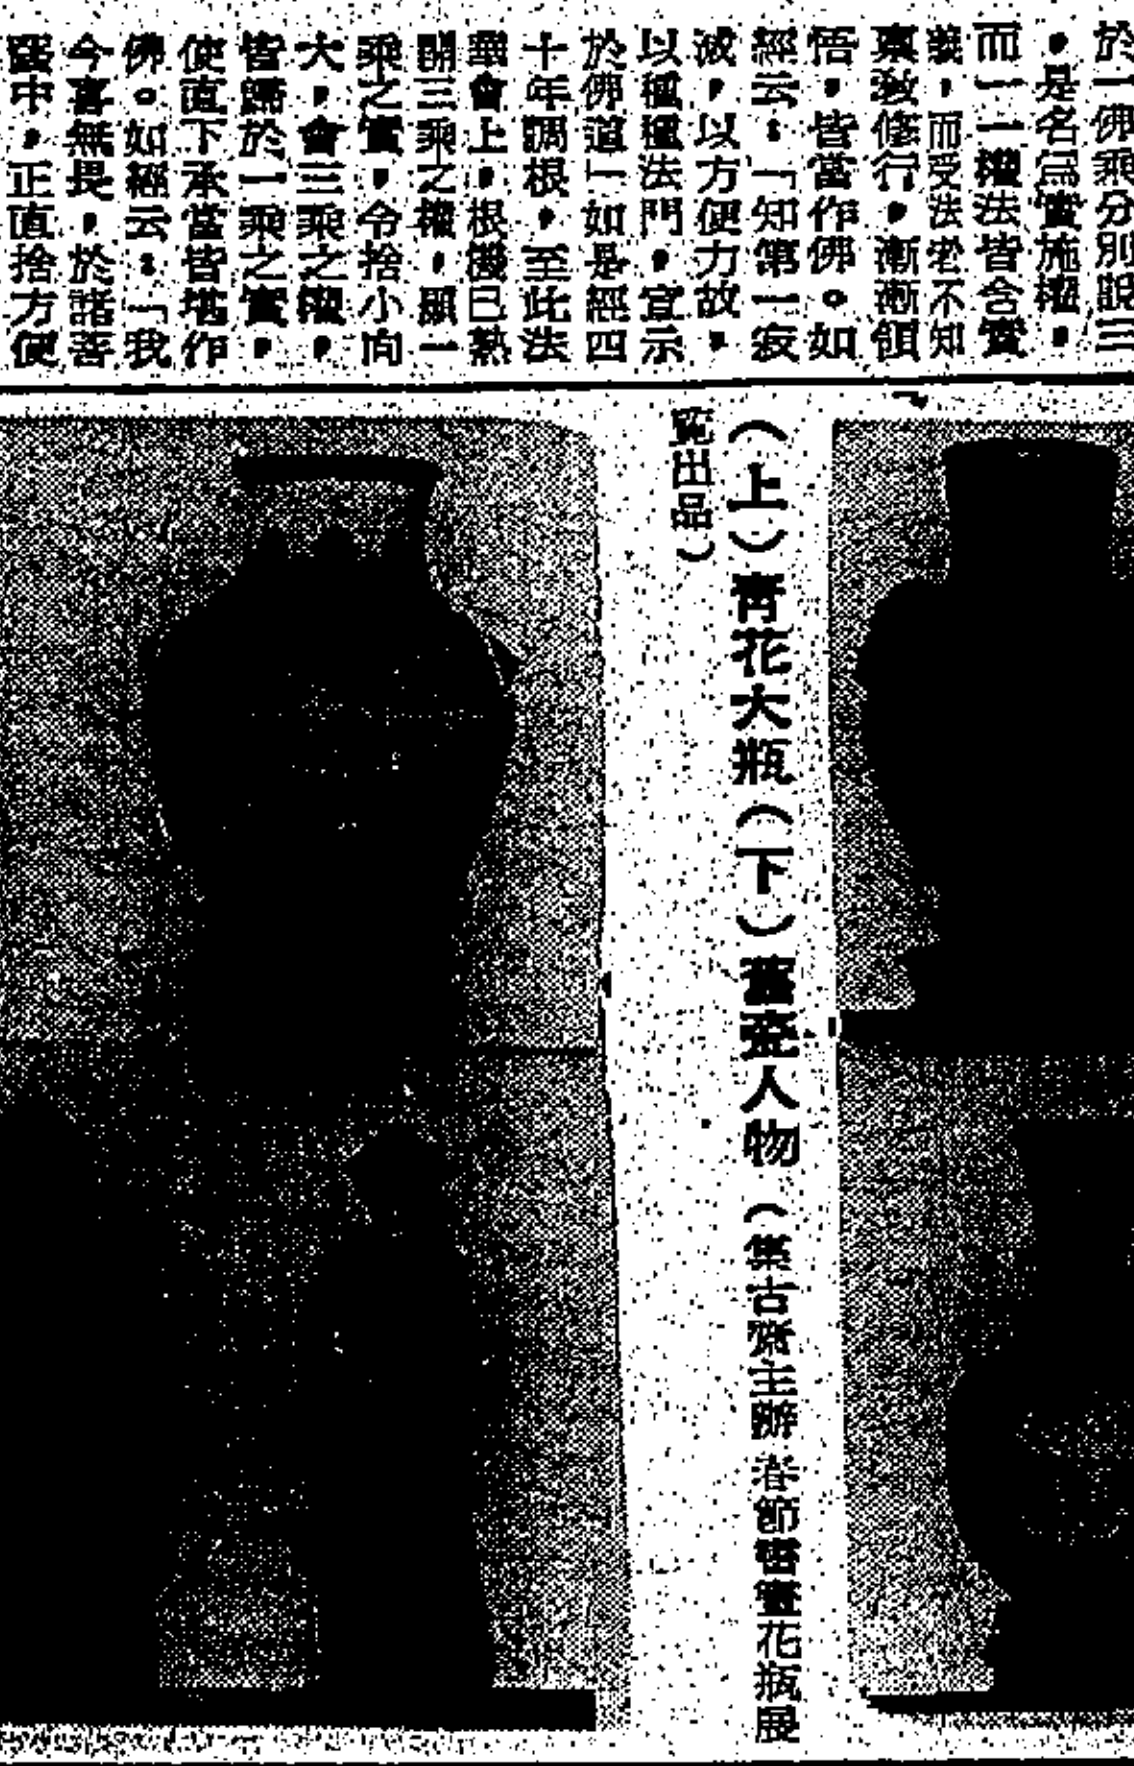 於一佛乘分別說三
，是名爲實施權，
而一一權法皆含實
義，而受法者不知
稟敎修行，漸漸領
悟，皆當作佛。如
經云：「知第一寂
滅，以方便力故，
以種種法門，宣示
於佛道」如是經四
十年調根，至此法
華會上，根機已熟
開三乘之權，顯一
乘之實，令捨小向
大，會三乘之權，
皆歸於一乘之實，
使直下承當皆堪作
佛。如經云：「我
今喜無畏，於諸菩
薩中，正直捨方便
（上）靑花大瓶（下）舊瓷人物（集古齋主辦春節書畫花瓶展
覽出品）